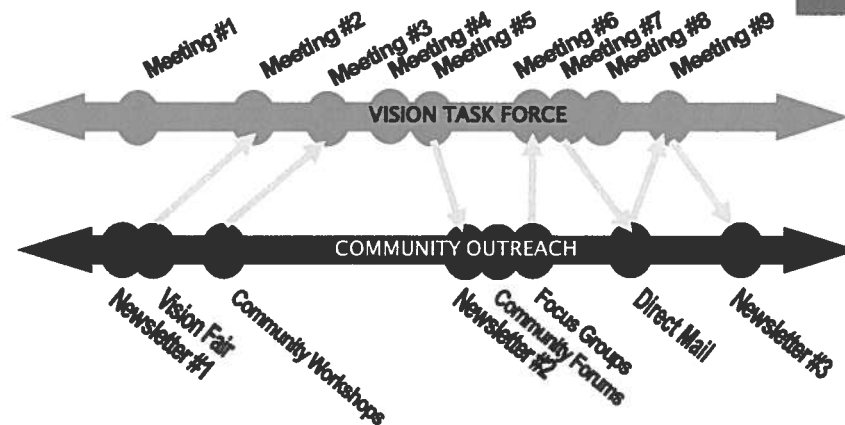 Meeting #1
Meeting #2
Meeting #3
Meeting #4
Meeting #5
Meeting #6
Meeting #7
Meeting #8
Meeting #9
VISION TASK FORCE
COMMUNITY OUTREACH
Newsletter #1
Vision Fair
Community Workshops
Newsletter #2
Community Forums
Focus Groups
Direct Mail
Newsletter #3